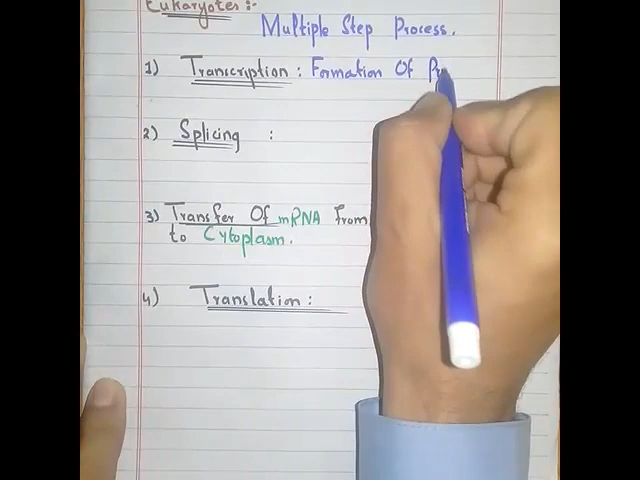 Eukaryotes:-
Multiple Step Process.
1) Transcription: Formation Of Pr
2) Splicing :
3) Transfer Of mRNA From
to Cytoplasm.
4) Translation: